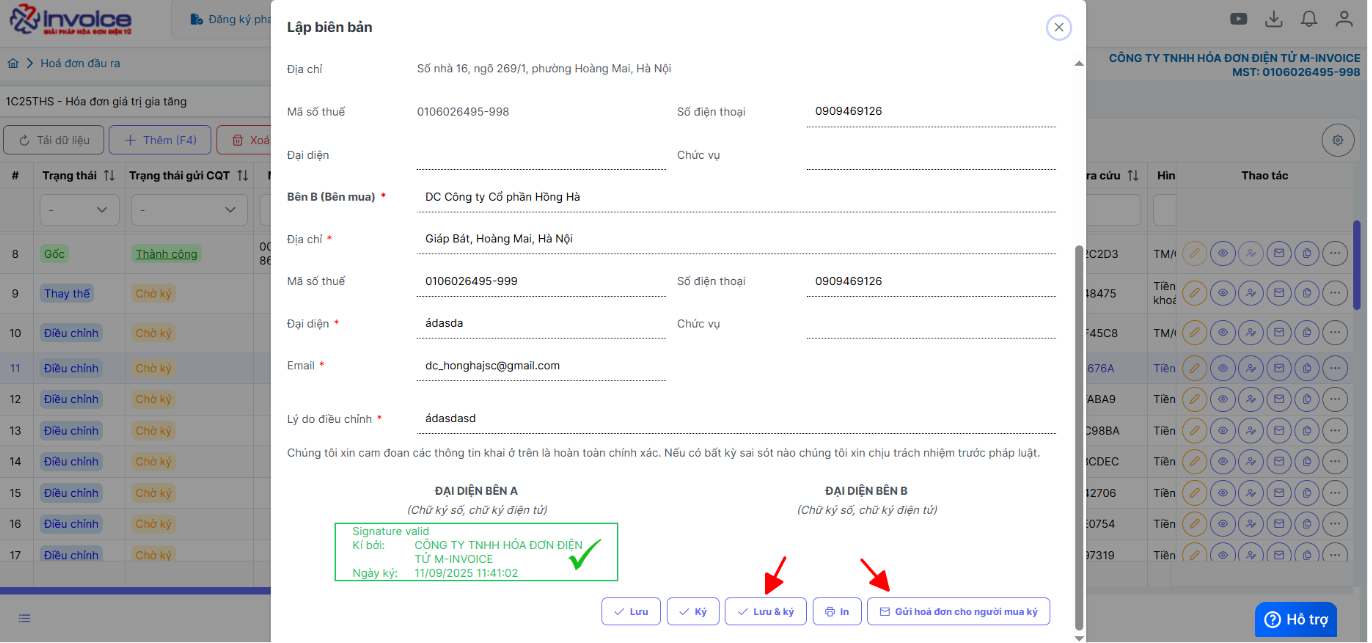 invoice
GIẢI PHÁP HÓA ĐƠN ĐIỆN TỬ
Đăng ký phá
Hoá đơn đầu ra
CÔNG TY TNHH HÓA ĐƠN ĐIỆN TỬ M-INVOICE
MST: 0106026495-998
1C25THS - Hóa đơn giá trị gia tăng
Tải dữ liệu
Thêm (F4)
Xoá
# Trạng thái Trạng thái gửi CQT
ra cứu Hìn Thao tác
- -
8 Gốc Thành công 00
86
2C2D3 TM/
9 Thay thế Chờ ký
48475 Tiền
khoả
10 Điều chỉnh Chờ ký
F45C8 TM/
11 Điều chỉnh Chờ ký
676A Tiền
12 Điều chỉnh Chờ ký
ABA9 Tiền
13 Điều chỉnh Chờ ký
C98BA Tiền
14 Điều chỉnh Chờ ký
CDEC Tiền
15 Điều chỉnh Chờ ký
42706 Tiền
16 Điều chỉnh Chờ ký
E0754 Tiền
17 Điều chỉnh Chờ ký
97319 Tiền
Lập biên bản
Địa chỉ Số nhà 16, ngõ 269/1, phường Hoàng Mai, Hà Nội
Mã số thuế 0106026495-998 Số điện thoại 0909469126
Đại diện Chức vụ
Bên B (Bên mua) * DC Công ty Cổ phần Hồng Hà
Địa chỉ * Giáp Bát, Hoàng Mai, Hà Nội
Mã số thuế 0106026495-999 Số điện thoại 0909469126
Đại diện * ádasda Chức vụ
Email * dc_honghajsc@gmail.com
Lý do điều chỉnh * ádasdasd
Chúng tôi xin cam đoan các thông tin khai ở trên là hoàn toàn chính xác. Nếu có bất kỳ sai sót nào chúng tôi xin chịu trách nhiệm trước pháp luật.
ĐẠI DIỆN BÊN A ĐẠI DIỆN BÊN B
(Chữ ký số, chữ ký điện tử) (Chữ ký số, chữ ký điện tử)
Signature valid
Kí bởi: CÔNG TY TNHH HÓA ĐƠN ĐIỆN
TỬ M-INVOICE
Ngày ký: 11/09/2025 11:41:02
Lưu Ký Lưu & ký In Gửi hoá đơn cho người mua ký
Hỗ trợ